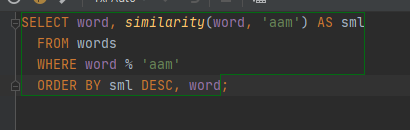 SELECT word, similarity(word, 'aam') AS sml
FROM words
WHERE word % 'aam'
ORDER BY sml DESC, word;